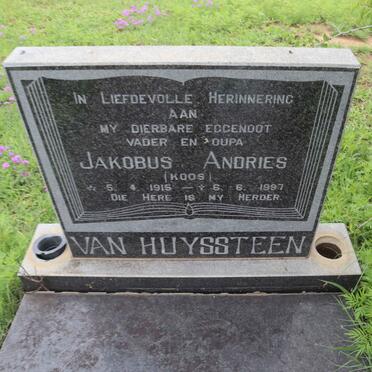 IN LIEFDEVOLLE HERINNERING
AAN
MY DIERBARE EGGENOOT
VADER EN OUPA
JAKOBUS ANDRIES
(KOOS)
* 5. 4. 1915 – † 6. 6. 1997
DIE HERE IS MY HERDER.
VAN HUYSSTEEN